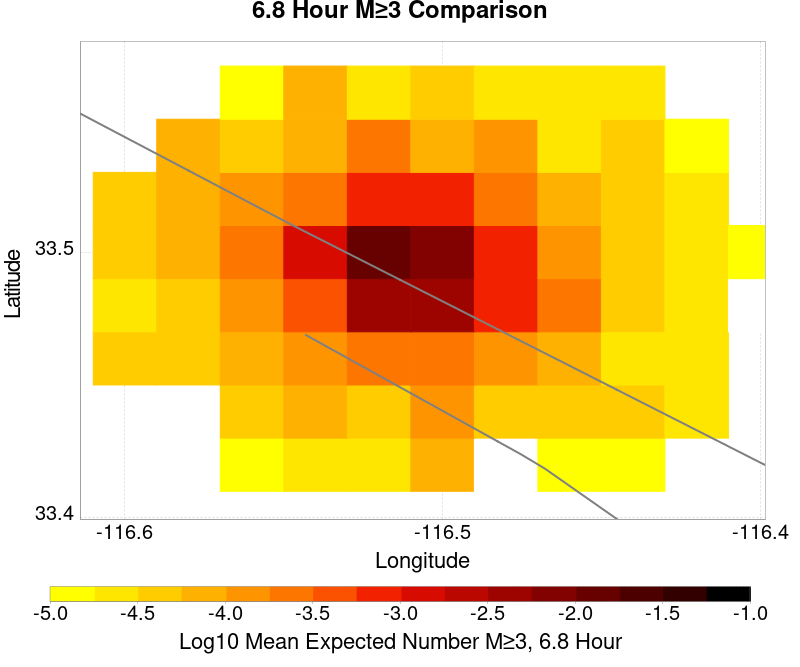 6.8 Hour M≥3 Comparison
Latitude
33.5
33.4
-116.6 -116.5 -116.4
Longitude
-5.0 -4.5 -4.0 -3.5 -3.0 -2.5 -2.0 -1.5 -1.0
Log10 Mean Expected Number M≥3, 6.8 Hour